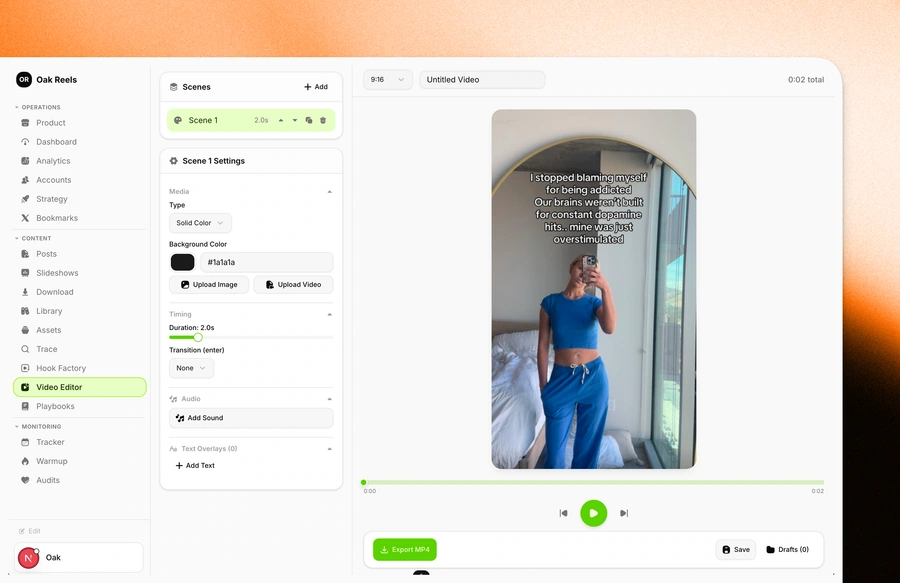 OR Oak Reels
OPERATIONS
Product
Dashboard
Analytics
Accounts
Strategy
Bookmarks
CONTENT
Posts
Slideshows
Download
Library
Assets
Trace
Hook Factory
Video Editor
Playbooks
MONITORING
Tracker
Warmup
Audits
Edit
N Oak
Scenes
Add
Scene 1 2.0s
Scene 1 Settings
Media
Type
Solid Color
Background Color
#1a1a1a
Upload Image Upload Video
Timing
Duration: 2.0s
Transition (enter)
None
Audio
Add Sound
Aa Text Overlays (0)
Add Text
9:16 Untitled Video 0:02 total
I stopped blaming myself
for being addicted
Our brains weren't built
for constant dopamine
hits.. mine was just
overstimulated
0:00 0:02
Export MP4 Save Drafts (0)